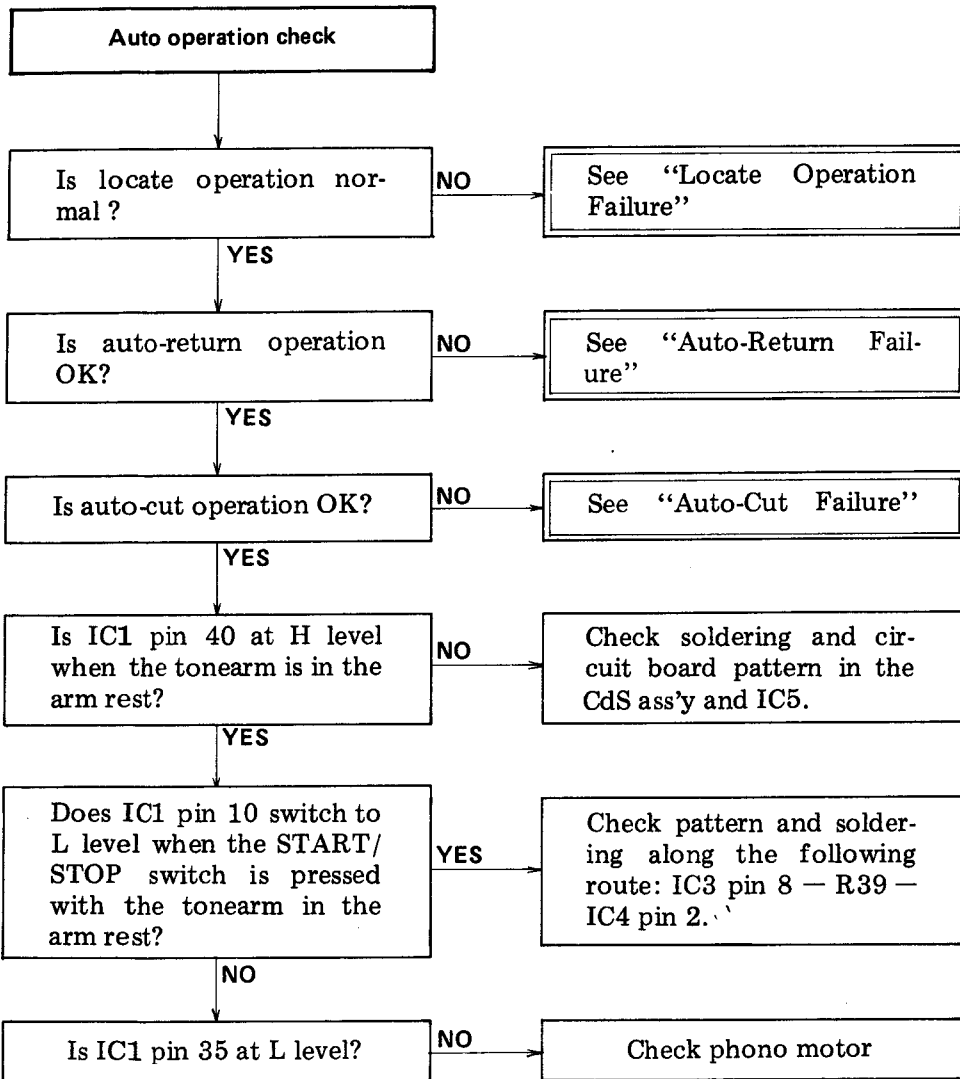 Auto operation check
Is locate operation nor-
mal ?
NO
See “Locate Operation
Failure”
YES
Is auto-return operation
OK?
NO
See “Auto-Return Fail-
ure”
YES
Is auto-cut operation OK?
NO
See “Auto-Cut Failure”
YES
Is IC1 pin 40 at H level
when the tonearm is in the
arm rest?
NO
Check soldering and cir-
cuit board pattern in the
CdS ass'y and IC5.
YES
Does IC1 pin 10 switch to
L level when the START/
STOP switch is pressed
with the tonearm in the
arm rest?
YES
Check pattern and solder-
ing along the following
route: IC3 pin 8 — R39 —
IC4 pin 2.
NO
Is IC1 pin 35 at L level?
NO
Check phono motor